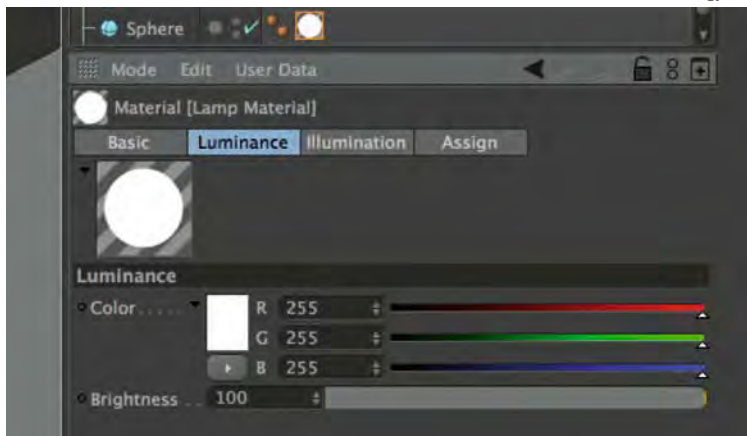 Sphere
Mode Edit User Data
Material [Lamp Material]
Basic Luminance Illumination Assign
Luminance
Color..... R 255
G 255
B 255
Brightness .. 100